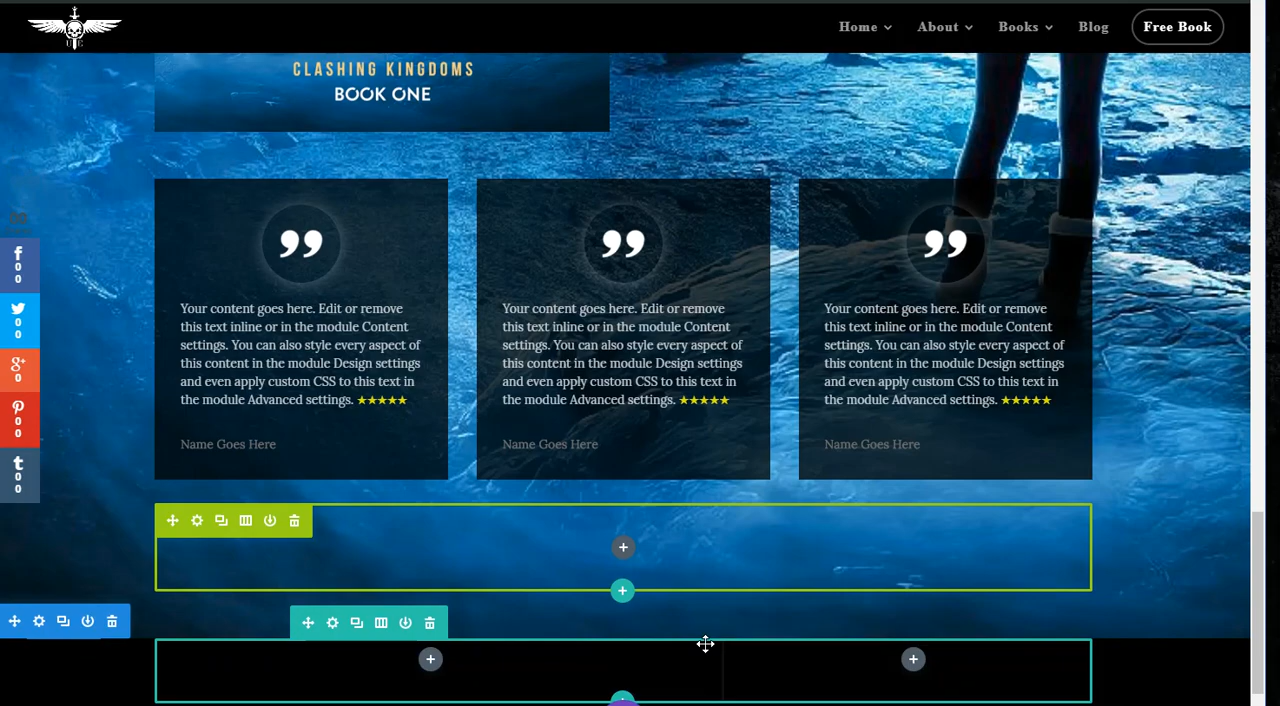 Home
About
Books
Blog
Free Book
CLASHING KINGDOMS
BOOK ONE
f
0
0
0
0
g+
0
0
0
t
0
0
Your content goes here. Edit or remove
this text inline or in the module Content
settings. You can also style every aspect of
this content in the module Design settings
and even apply custom CSS to this text in
the module Advanced settings. ★★★★★
Name Goes Here
Your content goes here. Edit or remove
this text inline or in the module Content
settings. You can also style every aspect of
this content in the module Design settings
and even apply custom CSS to this text in
the module Advanced settings. ★★★★★
Name Goes Here
Your content goes here. Edit or remove
this text inline or in the module Content
settings. You can also style every aspect of
this content in the module Design settings
and even apply custom CSS to this text in
the module Advanced settings. ★★★★★
Name Goes Here